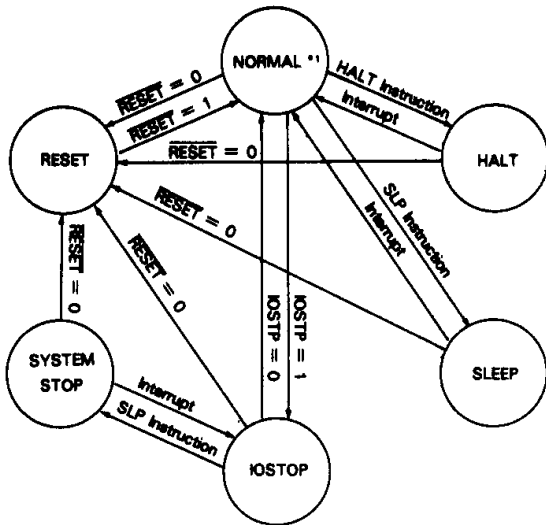 NORMAL *1
RESET = 0
RESET = 1
HALT Instruction
Interrupt
RESET
RESET = 0
HALT
RESET = 0
SLP Instruction
Interrupt
RESET = 0
RESET = 0
IOSTP = 0
IOSTP = 1
SYSTEM
STOP
SLEEP
Interrupt
SLP Instruction
IOSTOP